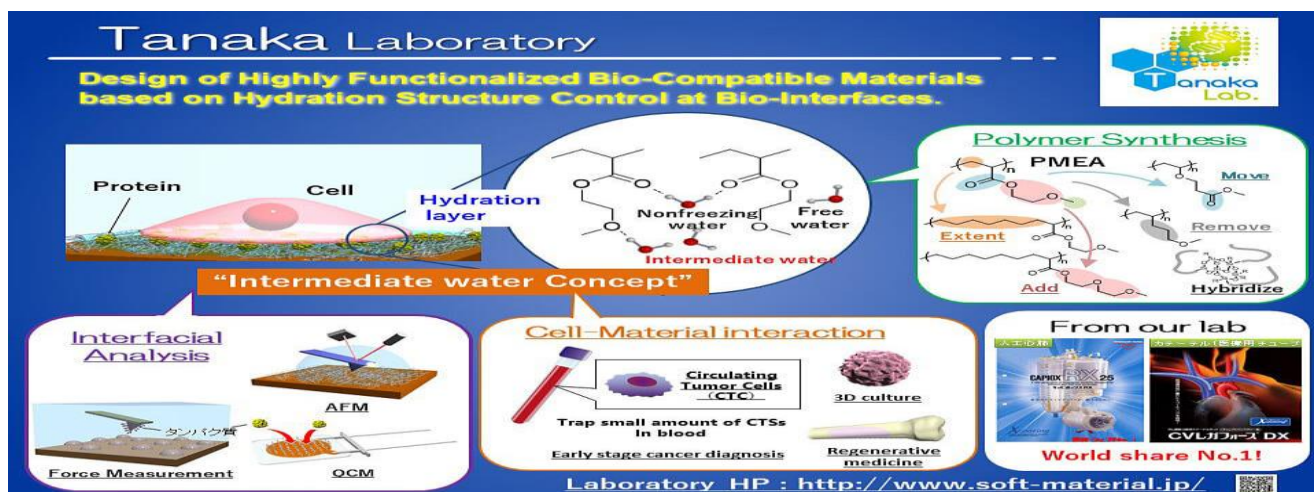 Tanaka Laboratory
Design of Highly Functionalized Bio-Compatible Materials
based on Hydration Structure Control at Bio-Interfaces.
Tanaka
Lab.
Protein
Cell
Hydration
layer
Nonfreezing
water
Free
water
Intermediate water
O
O
O
O
O
O
Polymer Synthesis
PMEA
Move
Extent
Remove
Add
Hybridize
"Intermediate water Concept"
Interfacial
Analysis
AFM
タンパク質
Force Measurement
QCM
Cell-Material interaction
Circulating
Tumor Cells
(CTC)
Trap small amount of CTSs
In blood
Early stage cancer diagnosis
3D culture
Regenerative
medicine
From our lab
人工心肺
CAPIOX RX 25
カテーテル(医療用チューブ
CVレガフォース DX
World share No.1!
Laboratory HP : http://www.soft-material.jp/